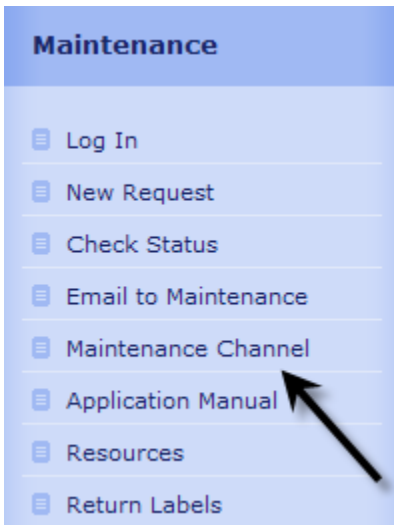 Maintenance
Log In
New Request
Check Status
Email to Maintenance
Maintenance Channel
Application Manual
Resources
Return Labels